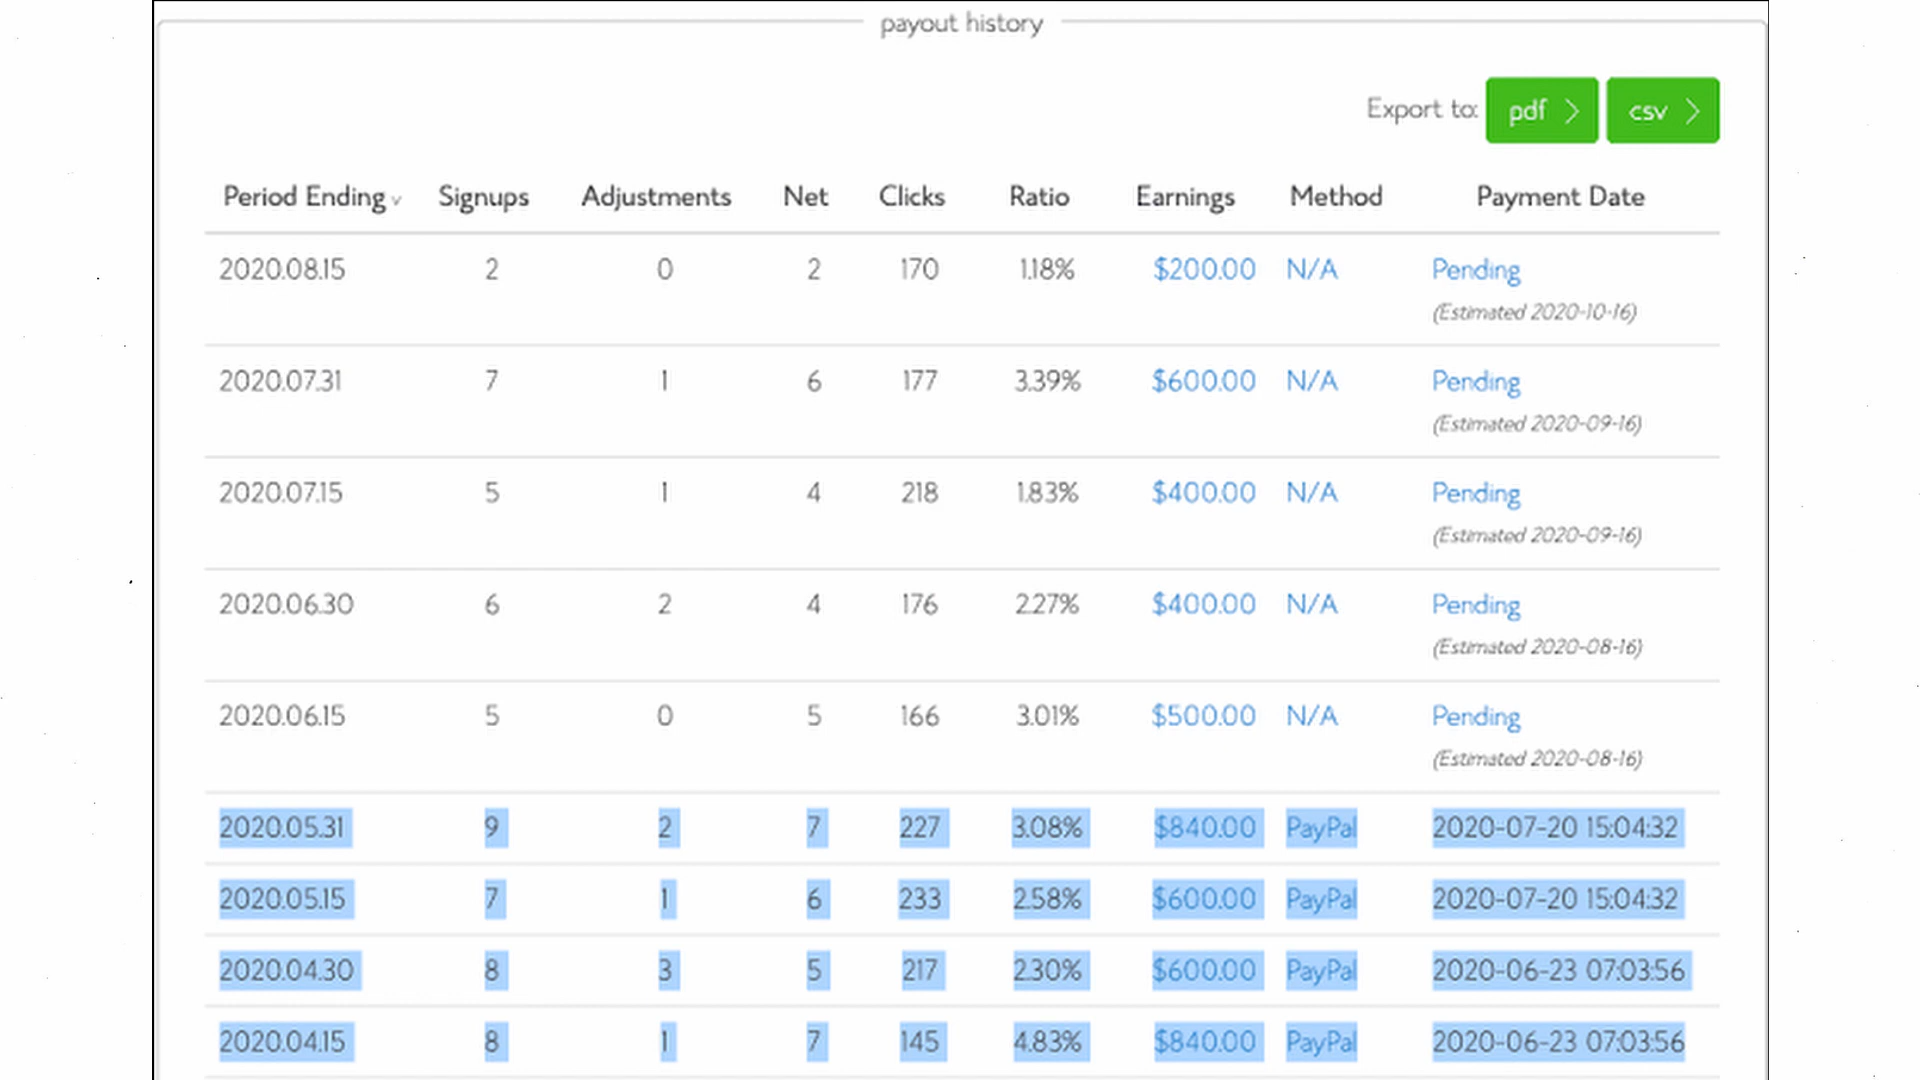 payout history
Export to: pdf > csv >
Period Ending v Signups Adjustments Net Clicks Ratio Earnings Method Payment Date
2020.08.15 2 0 2 170 1.18% $200.00 N/A Pending
(Estimated 2020-10-16)
2020.07.31 7 1 6 177 3.39% $600.00 N/A Pending
(Estimated 2020-09-16)
2020.07.15 5 1 4 218 1.83% $400.00 N/A Pending
(Estimated 2020-09-16)
2020.06.30 6 2 4 176 2.27% $400.00 N/A Pending
(Estimated 2020-08-16)
2020.06.15 5 0 5 166 3.01% $500.00 N/A Pending
(Estimated 2020-08-16)
2020.05.31 9 2 7 227 3.08% $840.00 PayPal 2020-07-20 15:04:32
2020.05.15 7 1 6 233 2.58% $600.00 PayPal 2020-07-20 15:04:32
2020.04.30 8 3 5 217 2.30% $600.00 PayPal 2020-06-23 07:03:56
2020.04.15 8 1 7 145 4.83% $840.00 PayPal 2020-06-23 07:03:56